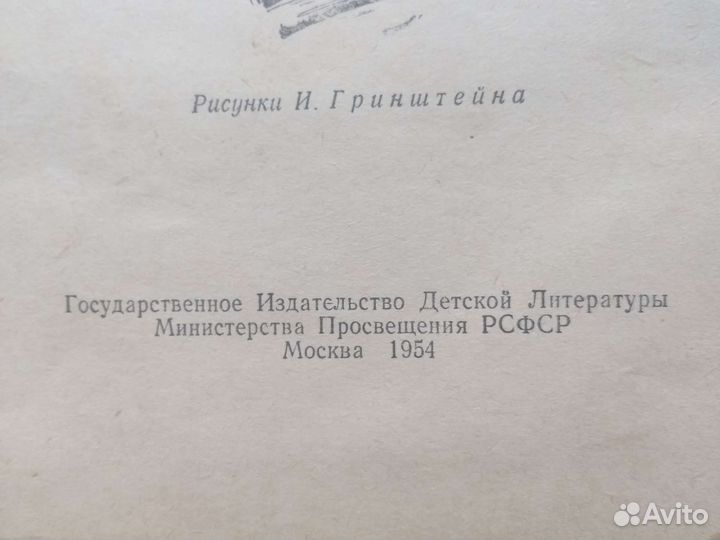 Рисунки И. Гринштейна
Государственное Издательство Детской Литературы
Министерства Просвещения РСФСР
Москва 1954
Avito